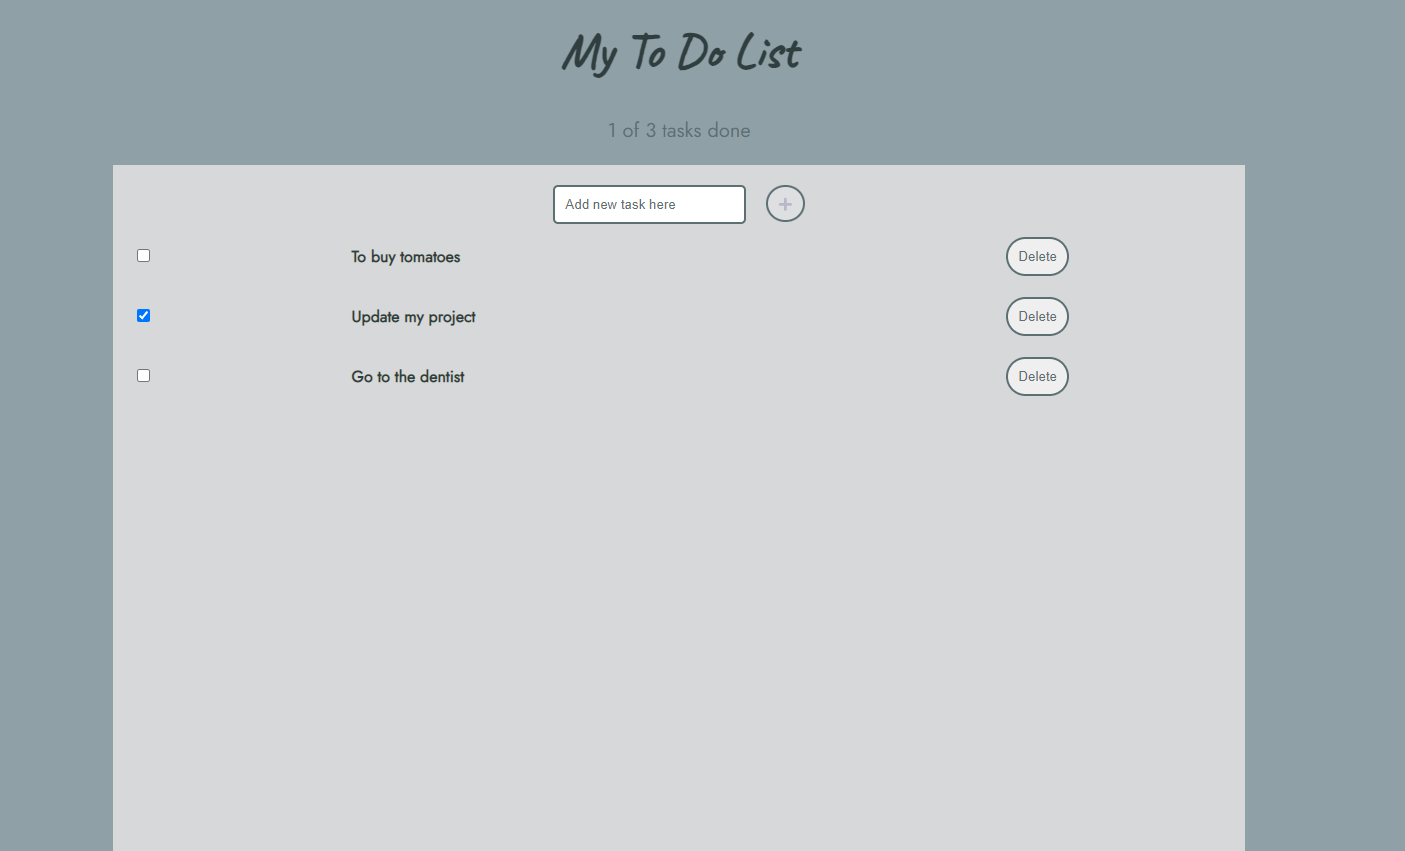 My To Do List
1 of 3 tasks done
Add new task here +
To buy tomatoes Delete
Update my project Delete
Go to the dentist Delete